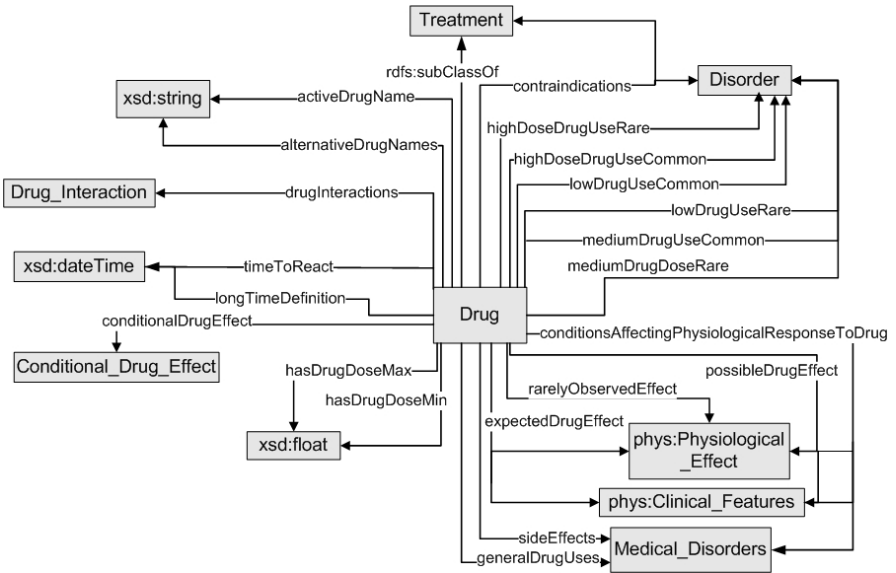 Treatment
rdfs:subClassOf
contraindications
Disorder
xsd:string
activeDrugName
highDoseDrugUseRare
alternativeDrugNames
highDoseDrugUseCommon
Drug_Interaction
drugInteractions
lowDrugUseCommon
lowDrugUseRare
mediumDrugUseCommon
xsd:dateTime
timeToReact
mediumDrugDoseRare
longTimeDefinition
Drug
conditionalDrugEffect
conditionsAffectingPhysiologicalResponseToDrug
Conditional_Drug_Effect
hasDrugDoseMax
possibleDrugEffect
rarelyObservedEffect
hasDrugDoseMin
expectedDrugEffect
xsd:float
phys:Physiological
_Effect
phys:Clinical_Features
sideEffects
Medical_Disorders
generalDrugUses